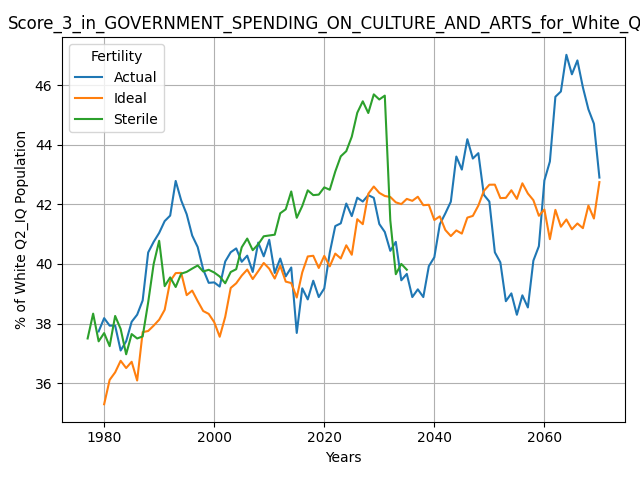 Score_3_in_GOVERNMENT_SPENDING_ON_CULTURE_AND_ARTS_for_White_Q
Fertility
Actual
Ideal
Sterile
% of White Q2_IQ Population
46
44
42
40
38
36
1980 2000 2020 2040 2060
Years